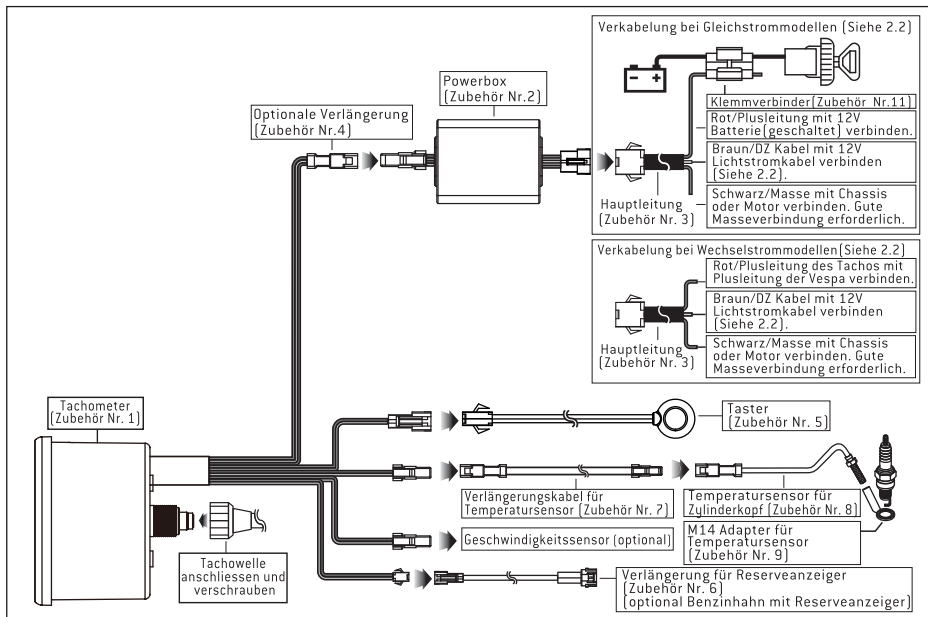 Verkabelung bei Gleichstrommodellen (Siehe 2.2)
- +
Klemmverbinder(Zubehör Nr.11)
Rot/Plusleitung mit 12V
Batterie(geschaltet) verbinden.
Braun/DZ Kabel mit 12V
Lichtstromkabel verbinden
(Siehe 2.2).
Schwarz/Masse mit Chassis
oder Motor verbinden. Gute
Masseverbindung erforderlich.
Hauptleitung
(Zubehör Nr. 3)
Powerbox
(Zubehör Nr.2)
Optionale Verlängerung
(Zubehör Nr.4)
Verkabelung bei Wechselstrommodellen(Siehe 2.2)
Rot/Plusleitung des Tachos mit
Plusleitung der Vespa verbinden.
Braun/DZ Kabel mit 12V
Lichtstromkabel verbinden
(Siehe 2.2).
Schwarz/Masse mit Chassis
oder Motor verbinden. Gute
Masseverbindung erforderlich.
Hauptleitung
(Zubehör Nr. 3)
Tachometer
(Zubehör Nr. 1)
Taster
(Zubehör Nr. 5)
Verlängerungskabel für
Temperatursensor (Zubehör Nr. 7)
Temperatursensor für
Zylinderkopf (Zubehör Nr. 8)
M14 Adapter für
Temperatursensor
(Zubehör Nr. 9)
Geschwindigkeitssensor (optional)
Tachowelle
anschliessen und
verschrauben
Verlängerung für Reserveanzeiger
(Zubehör Nr. 6)
(optional Benzinhahn mit Reserveanzeiger)